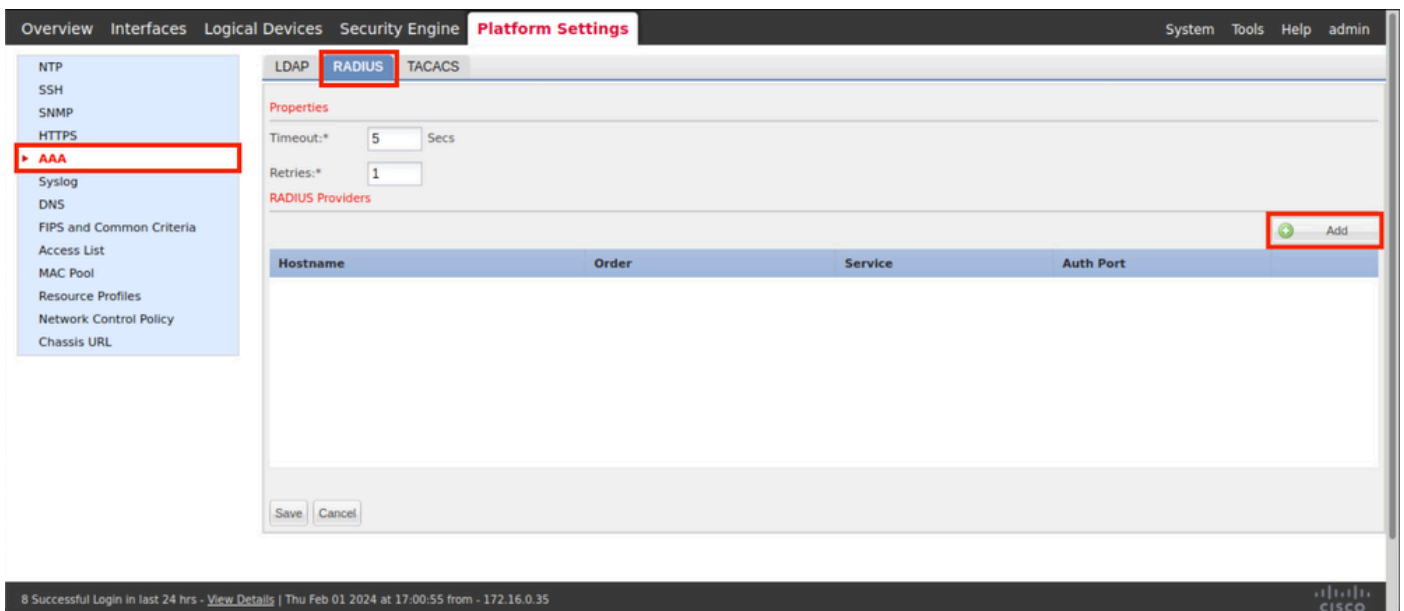 Overview Interfaces Logical Devices Security Engine Platform Settings System Tools Help admin
NTP
SSH
SNMP
HTTPS
AAA
Syslog
DNS
FIPS and Common Criteria
Access List
MAC Pool
Resource Profiles
Network Control Policy
Chassis URL
LDAP RADIUS TACACS
Properties
Timeout:* 5 Secs
Retries:* 1
RADIUS Providers
Add
Hostname Order Service Auth Port
Save Cancel
8 Successful Login in last 24 hrs - View Details | Thu Feb 01 2024 at 17:00:55 from - 172.16.0.35
CISCO